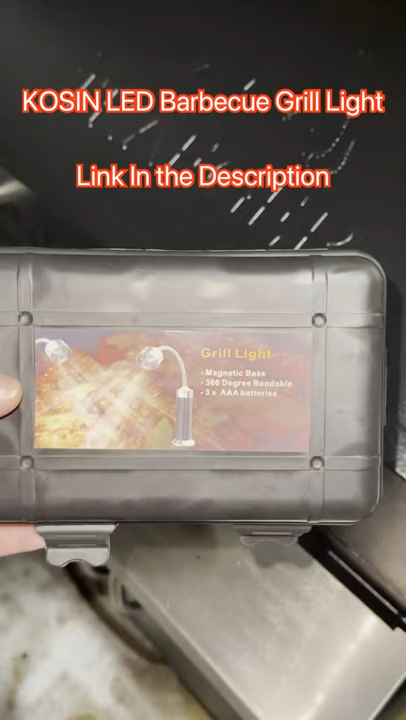 KOSIN LED Barbecue Grill Light
Link In the Description
Grill Light
- Magnetic Base
- 360 Degree Bendable
- 3 x AAA batteries